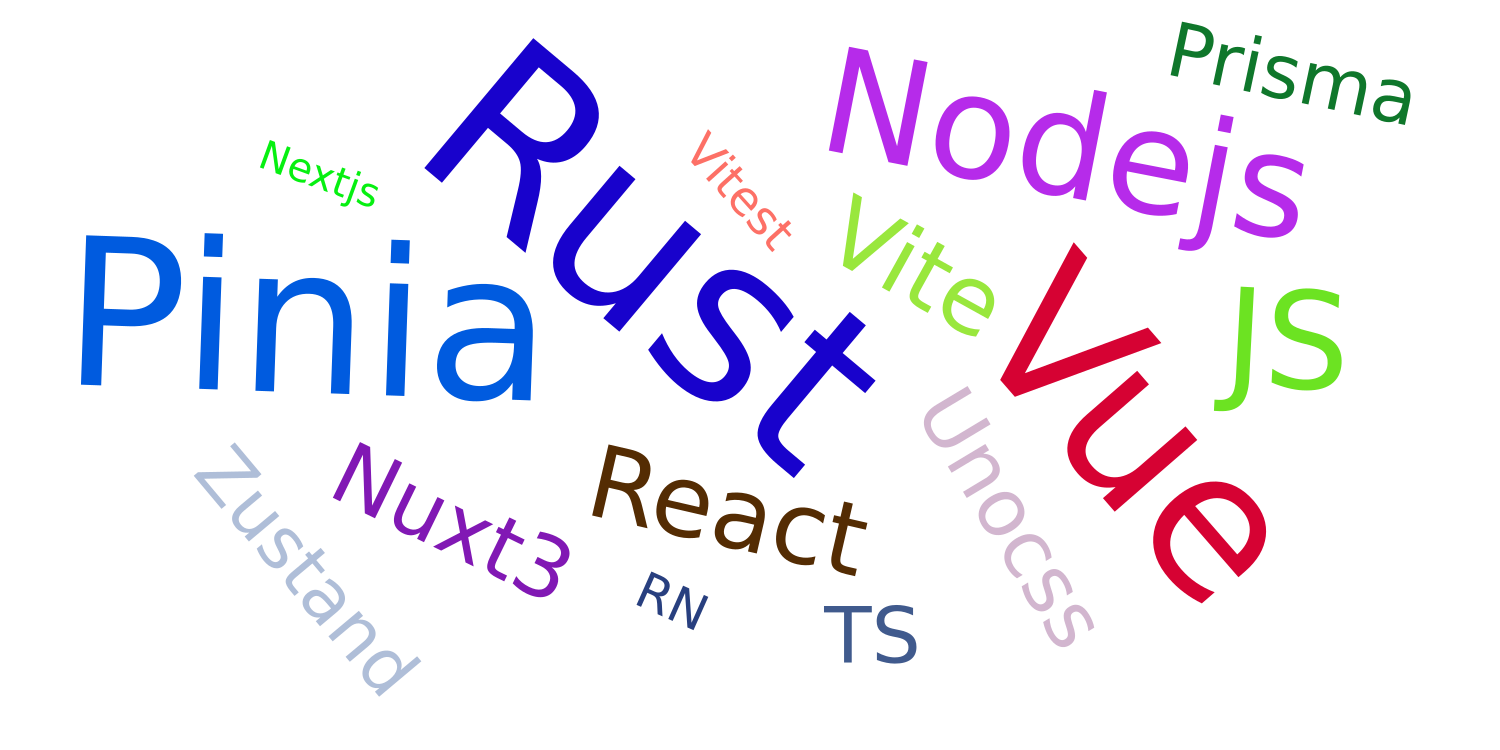 Prisma
Nodejs
Rust
Vitest
Nextjs
Vite
Pinia
Vue
JS
Unocss
Zustand
Nuxt3
React
RN
TS